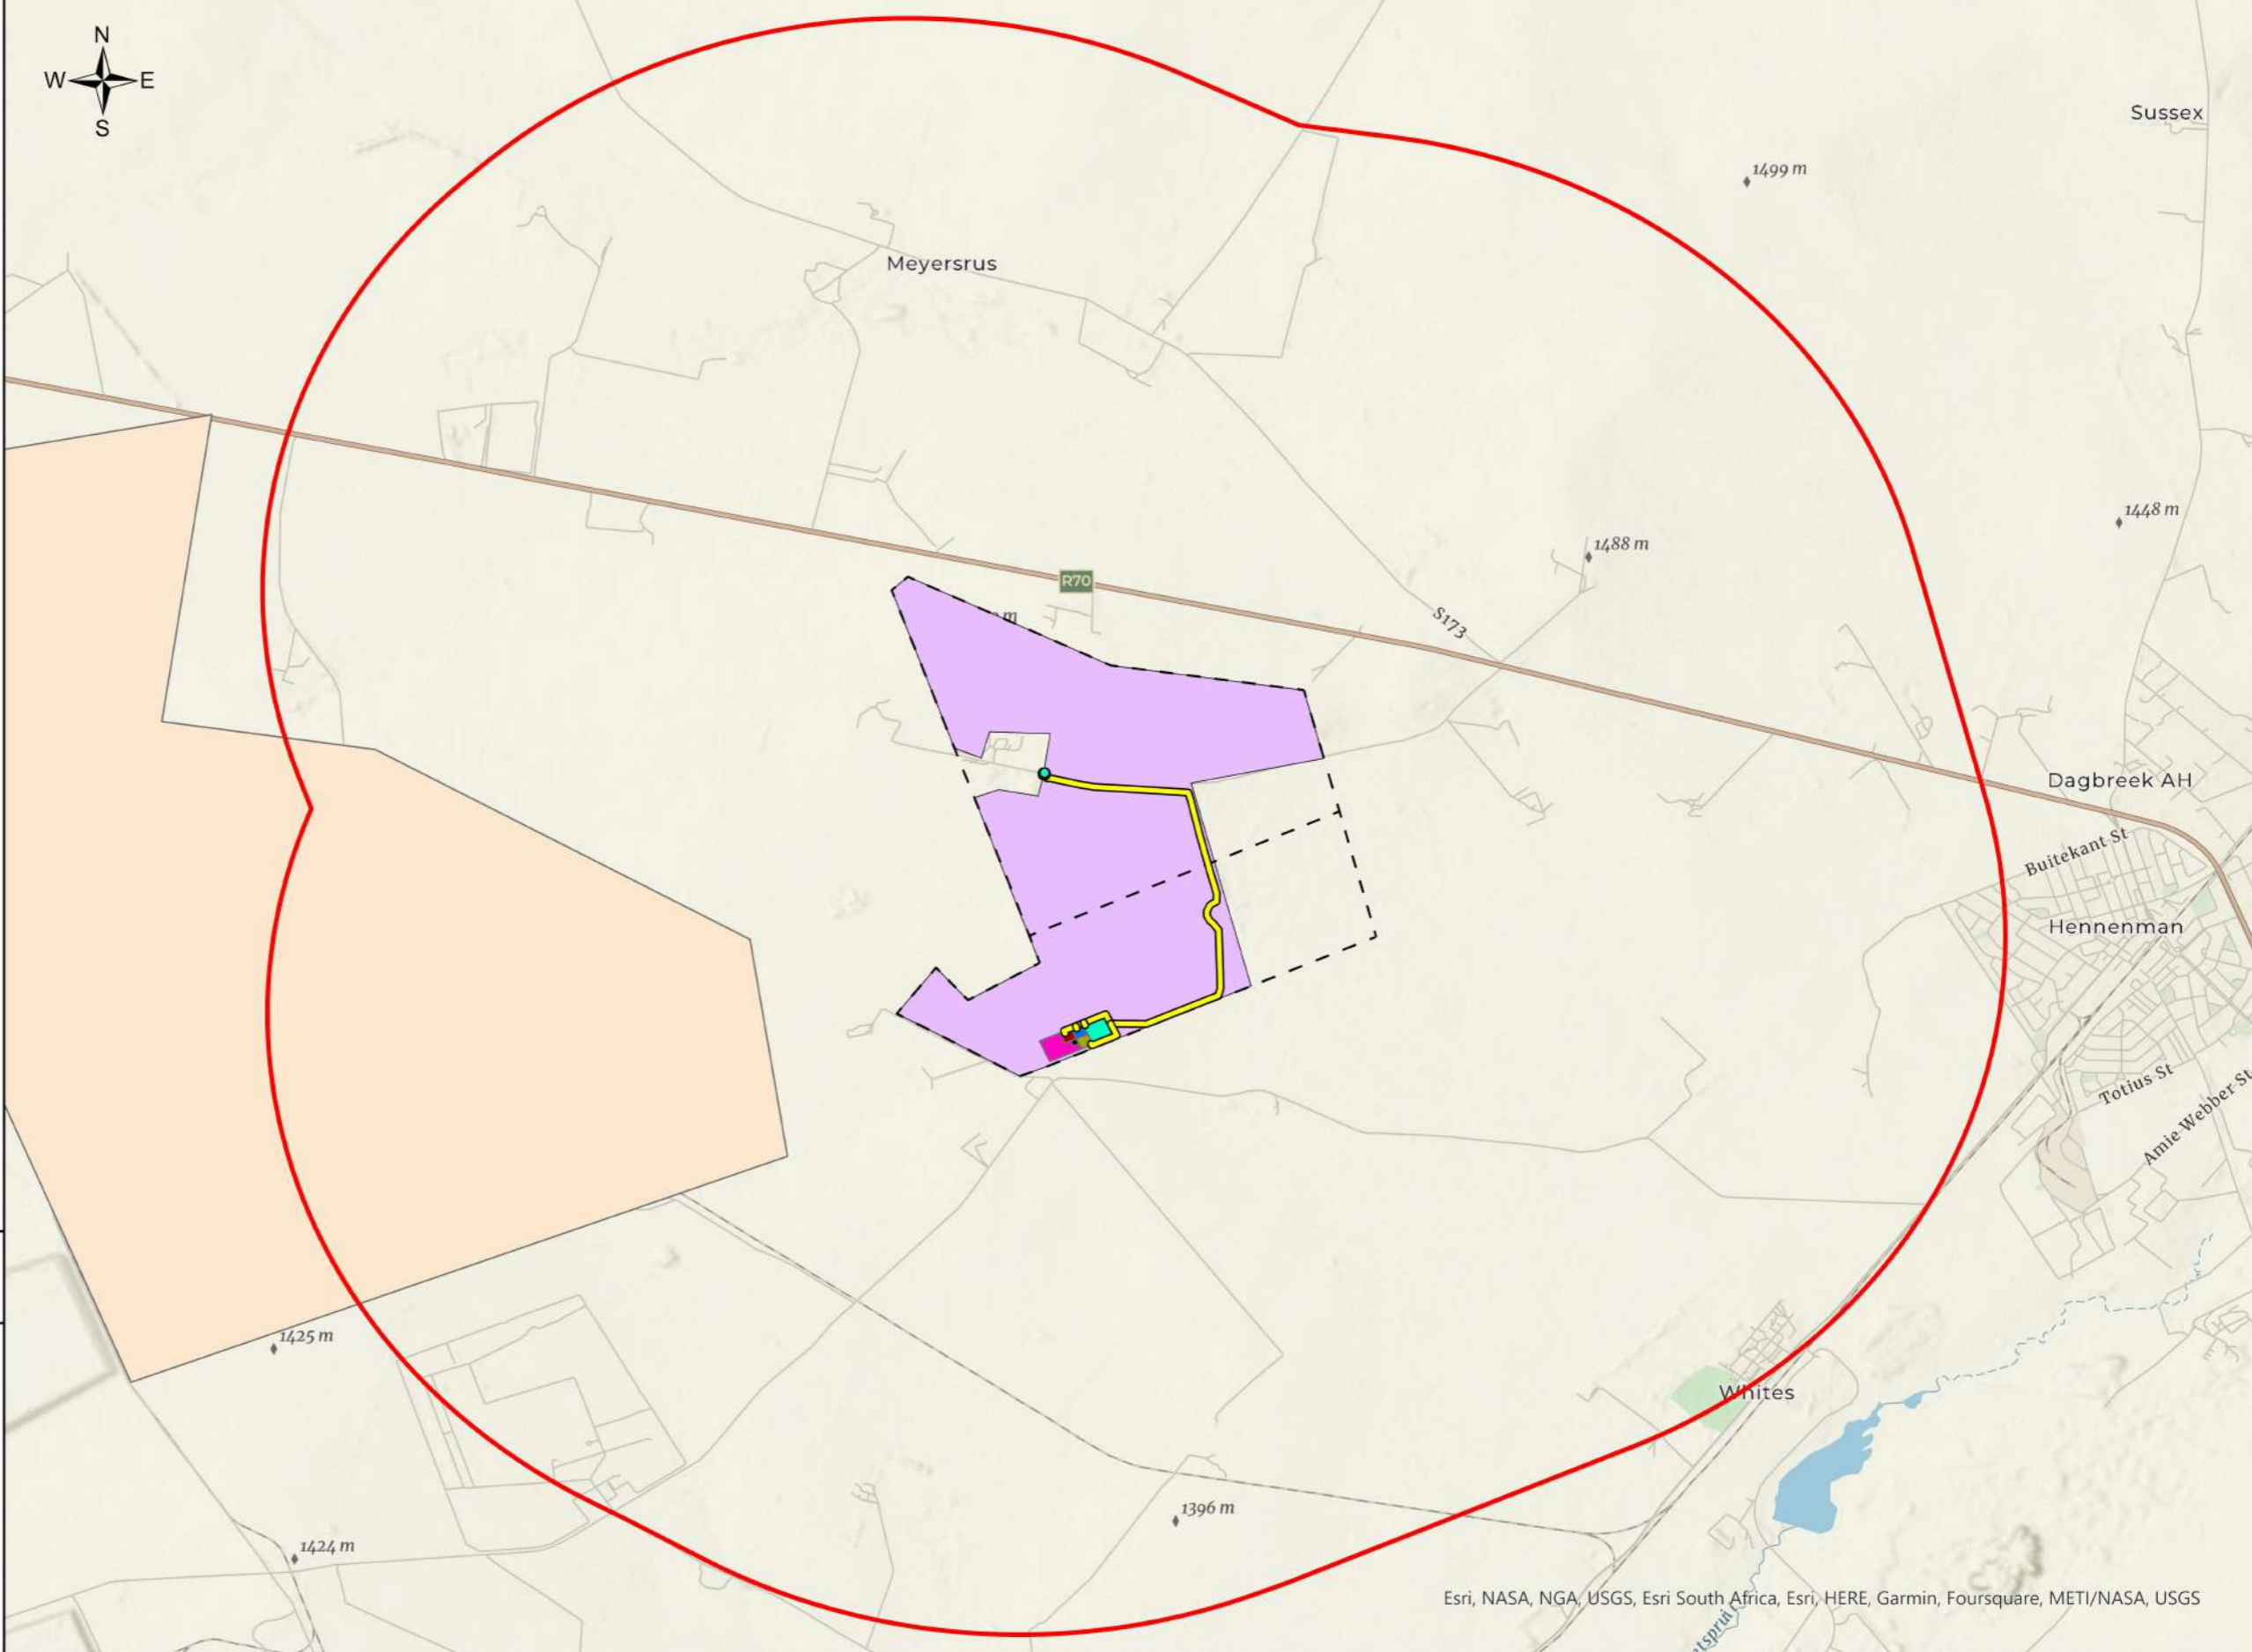 N
W E
S
Sussex
1499 m
Meyersrus
1448 m
1488 m
R70
m
S173
Dagbreek AH
Buitekant St
Hennenman
Totius St
Amie Webber St
1425 m
Whites
1396 m
1424 m
Esri, NASA, NGA, USGS, Esri South Africa, Esri, HERE, Garmin, Foursquare, METI/NASA, USGS